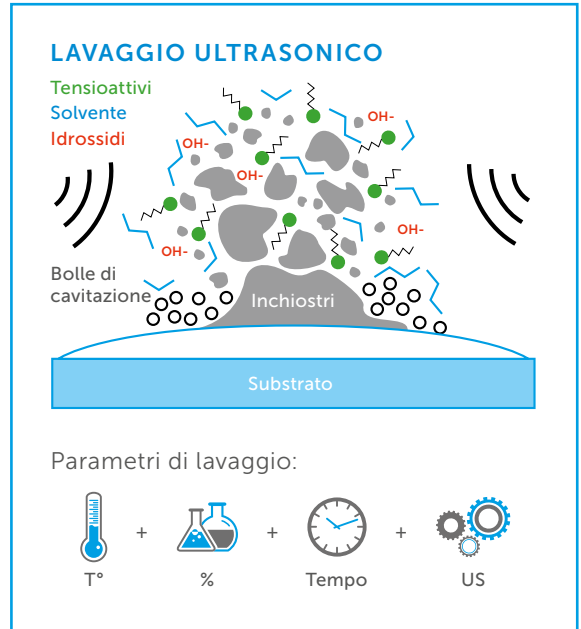 LAVAGGIO ULTRASONICO
Tensioattivi
Solvente
Idrossidi
OH-
OH-
OH-
OH-
OH-
Bolle di
cavitazione
Inchiostri
Substrato
Parametri di lavaggio:
+ + +
T° % Tempo US